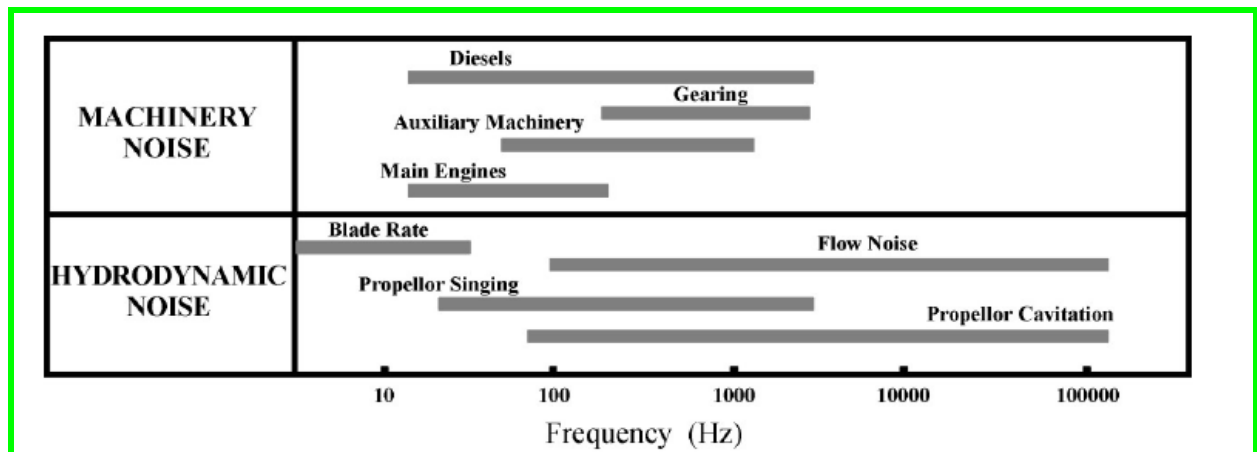 MACHINERY
NOISE
Diesels
Gearing
Auxiliary Machinery
Main Engines
HYDRODYNAMIC
NOISE
Blade Rate
Flow Noise
Propellor Singing
Propellor Cavitation
10 100 1000 10000 100000
Frequency (Hz)